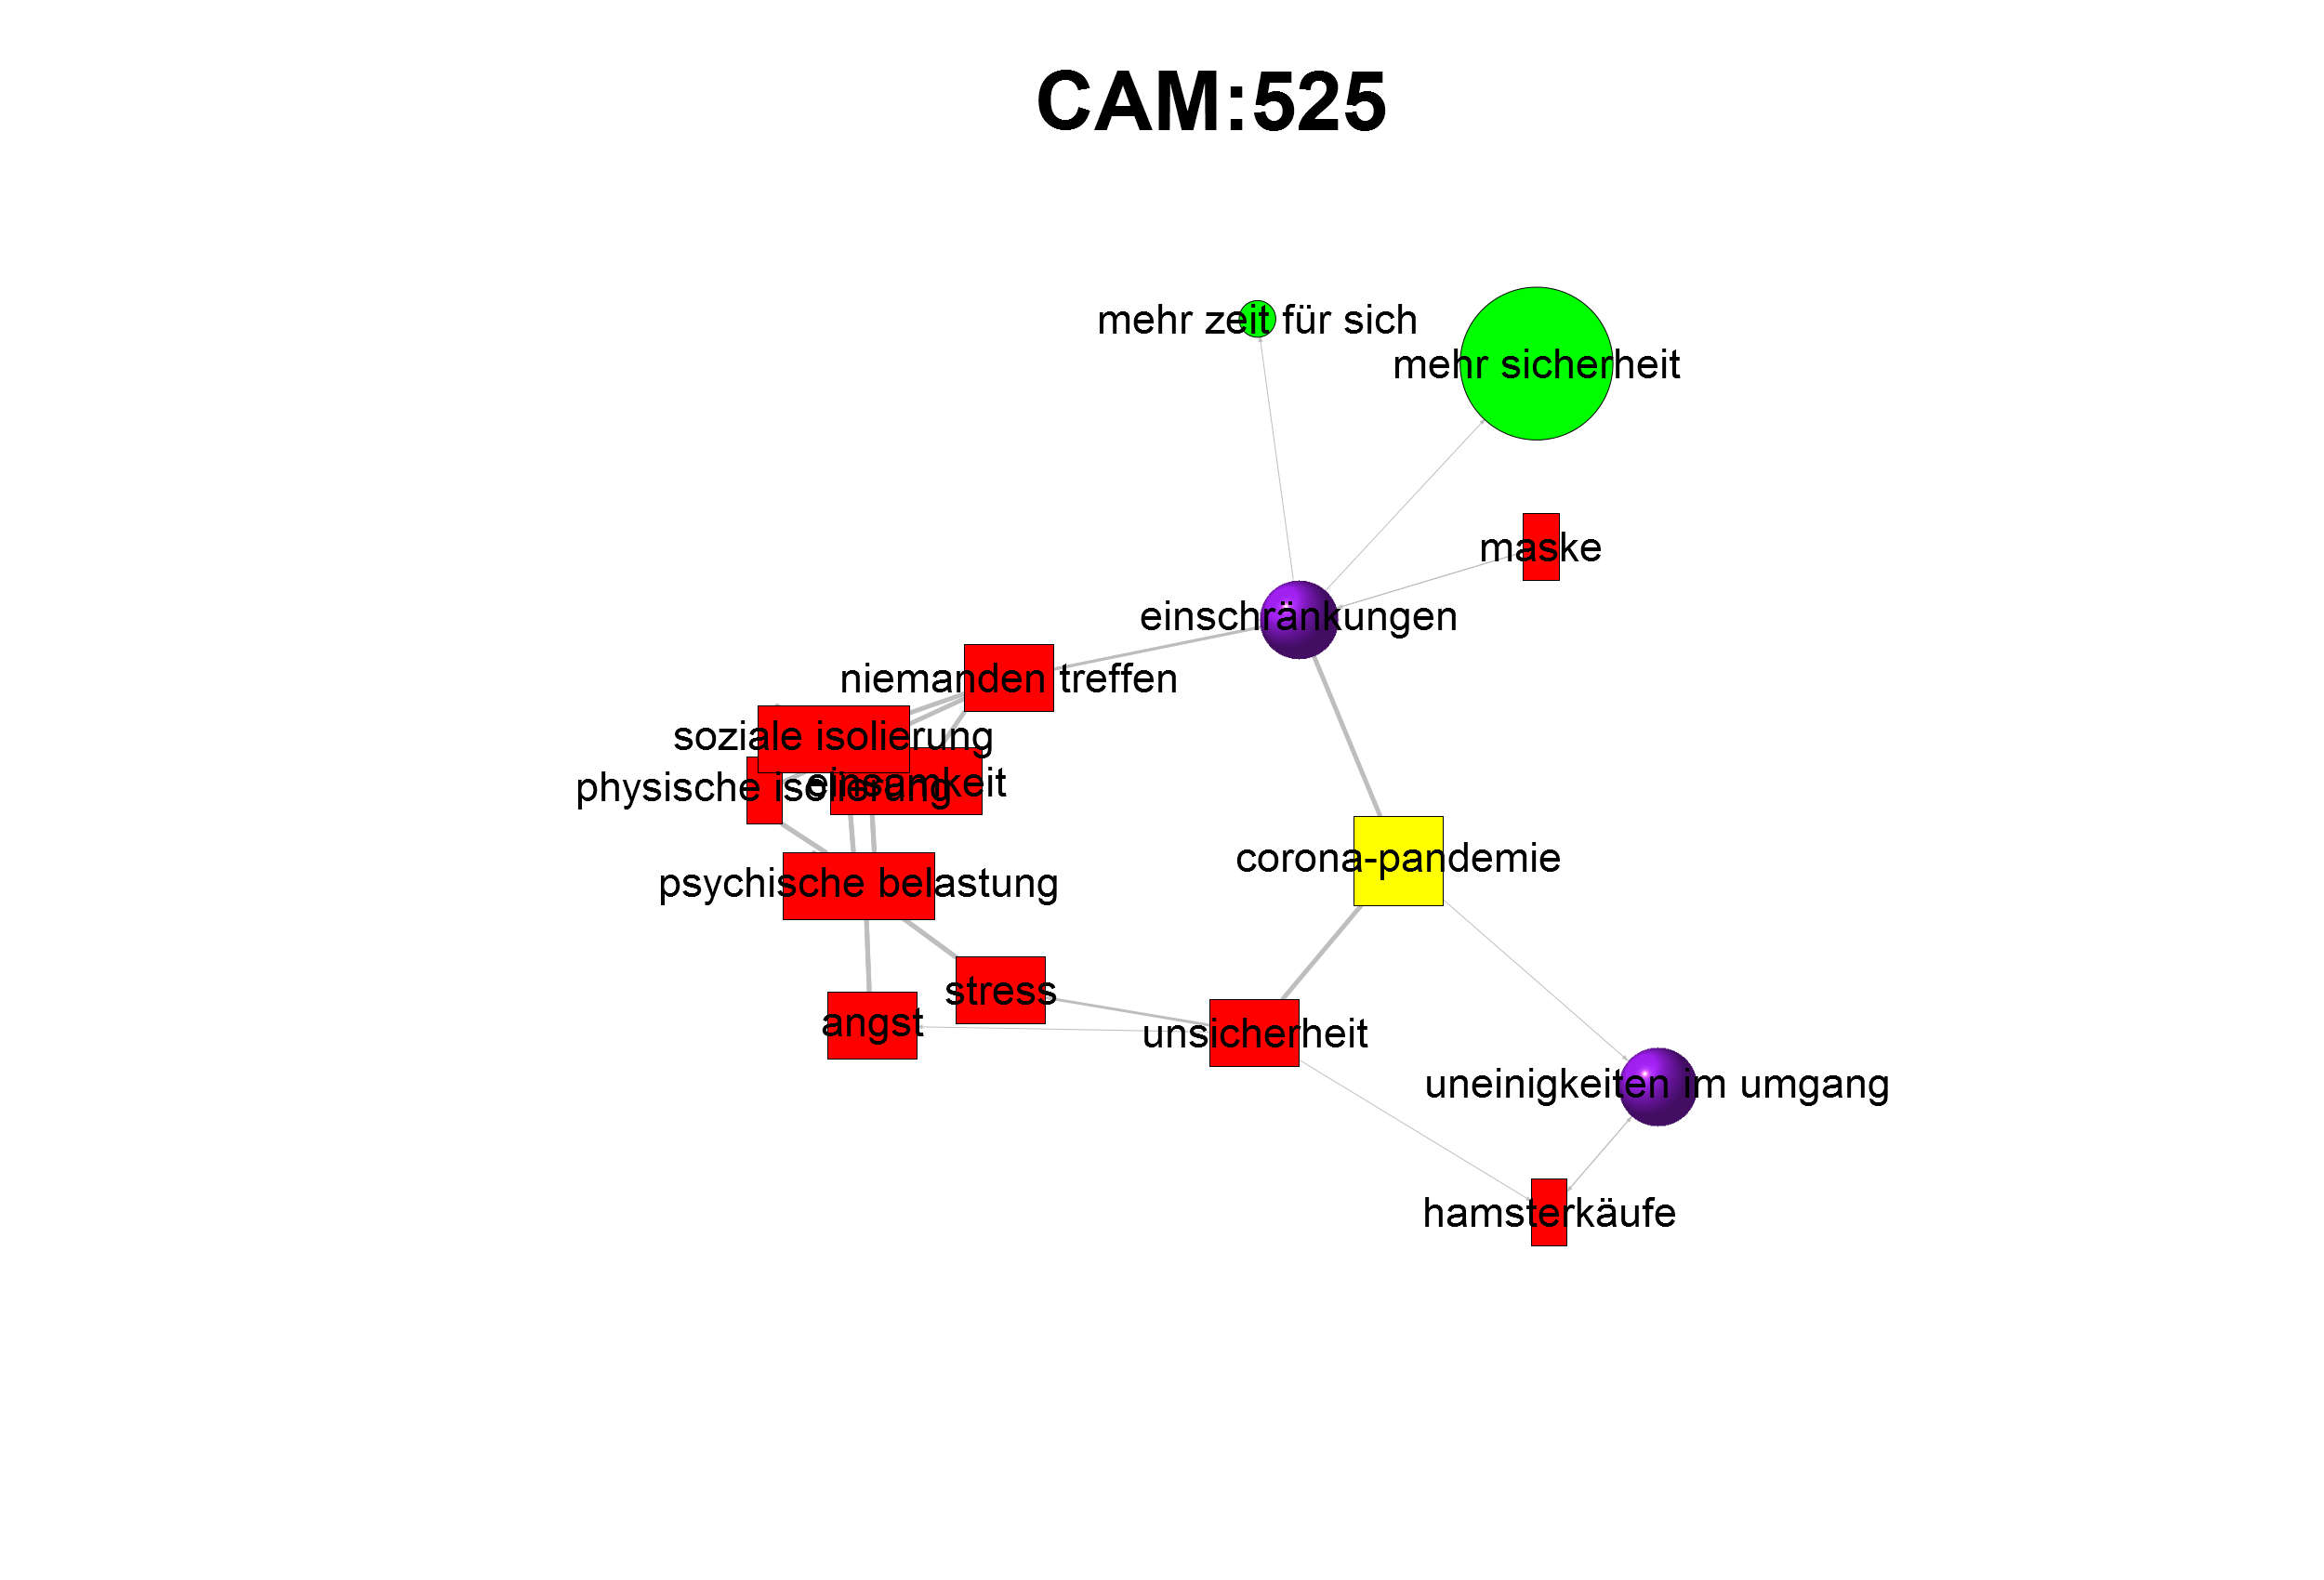 CAM:525
mehr zeit für sich
mehr sicherheit
maske
einschränkungen
niemanden treffen
soziale isolierung
einsamkeit
physische isolierung
corona-pandemie
psychische belastung
stress
angst
unsicherheit
uneinigkeiten im umgang
hamsterkäufe